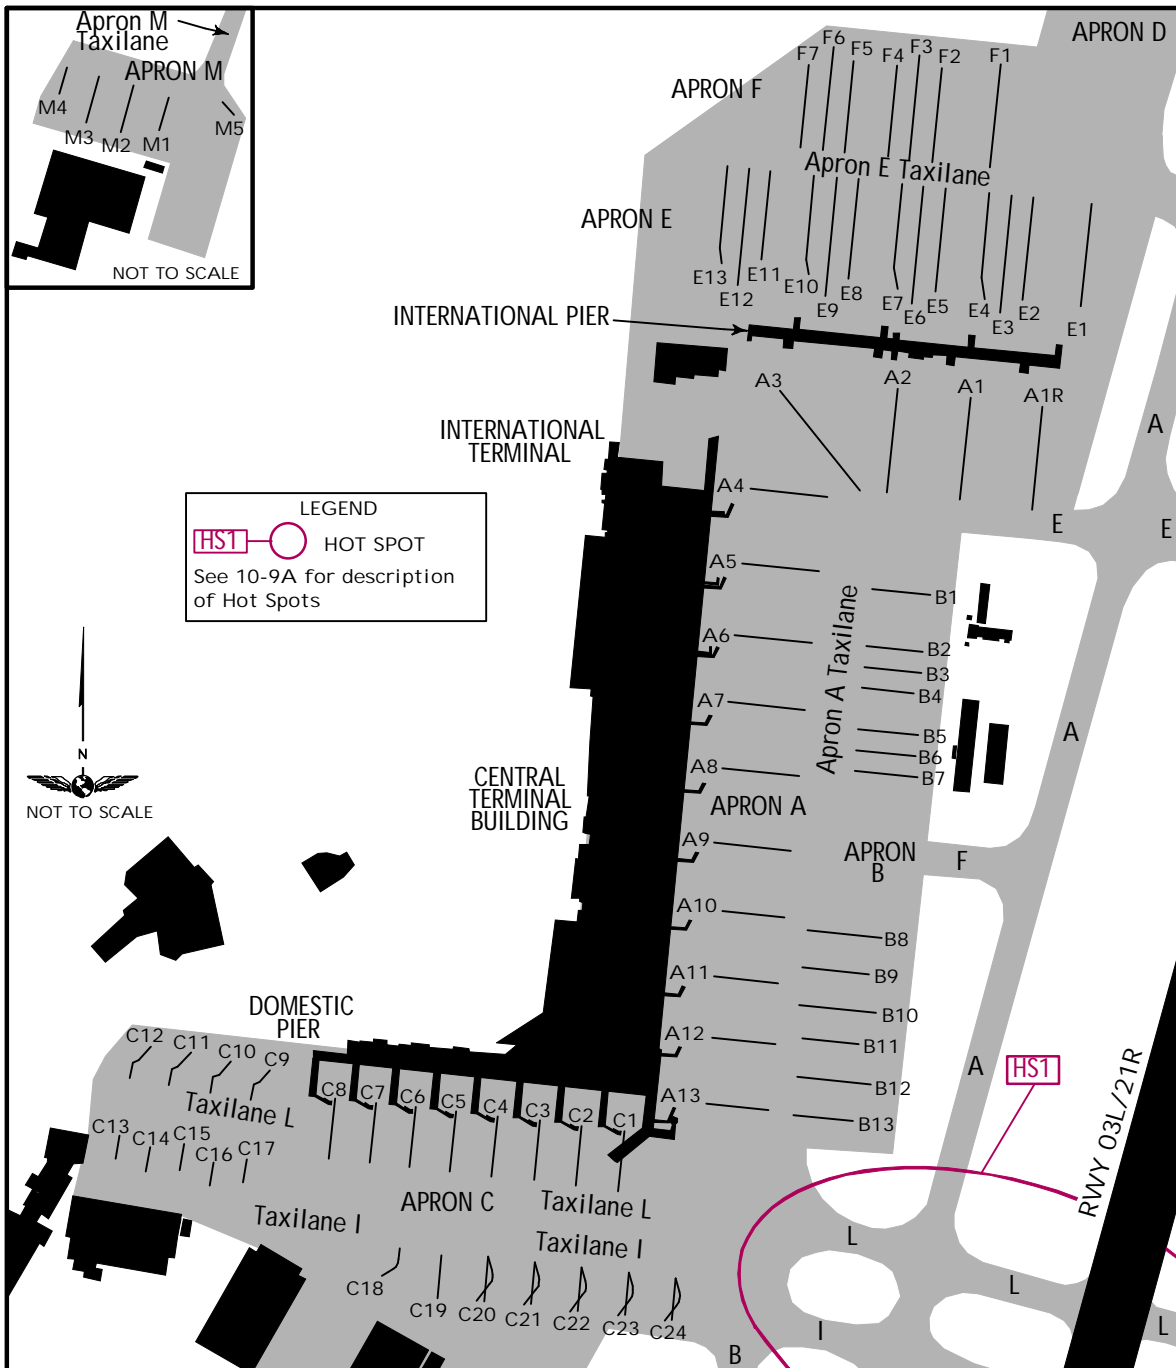 Apron M
Taxilane
APRON M
M4
M3
M2
M1
M5
NOT TO SCALE
APRON D
F7
F6
F5
F4
F3
F2
F1
APRON F
Apron E Taxilane
APRON E
E13
E12
E11
E10
E9
E8
E7
E6
E5
E4
E3
E2
E1
INTERNATIONAL PIER
A3
A2
A1
A1R
A
INTERNATIONAL
TERMINAL
A4
E
E
LEGEND
HS1
HOT SPOT
See 10-9A for description
of Hot Spots
A5
B1
A6
B2
B3
B4
Apron A Taxilane
A7
B5
B6
B7
A
N
NOT TO SCALE
CENTRAL
TERMINAL
BUILDING
A8
APRON A
A9
APRON
B
F
A10
B8
A11
B9
B10
DOMESTIC
PIER
A12
B11
A
HS1
B12
A13
B13
RWY 03L/21R
C12
C11
C10
C9
C8
C7
C6
C5
C4
C3
C2
C1
Taxilane L
C13
C14
C15
C16
C17
APRON C
Taxilane L
Taxilane I
Taxilane I
L
L
C18
C19
C20
C21
C22
C23
C24
I
L
B